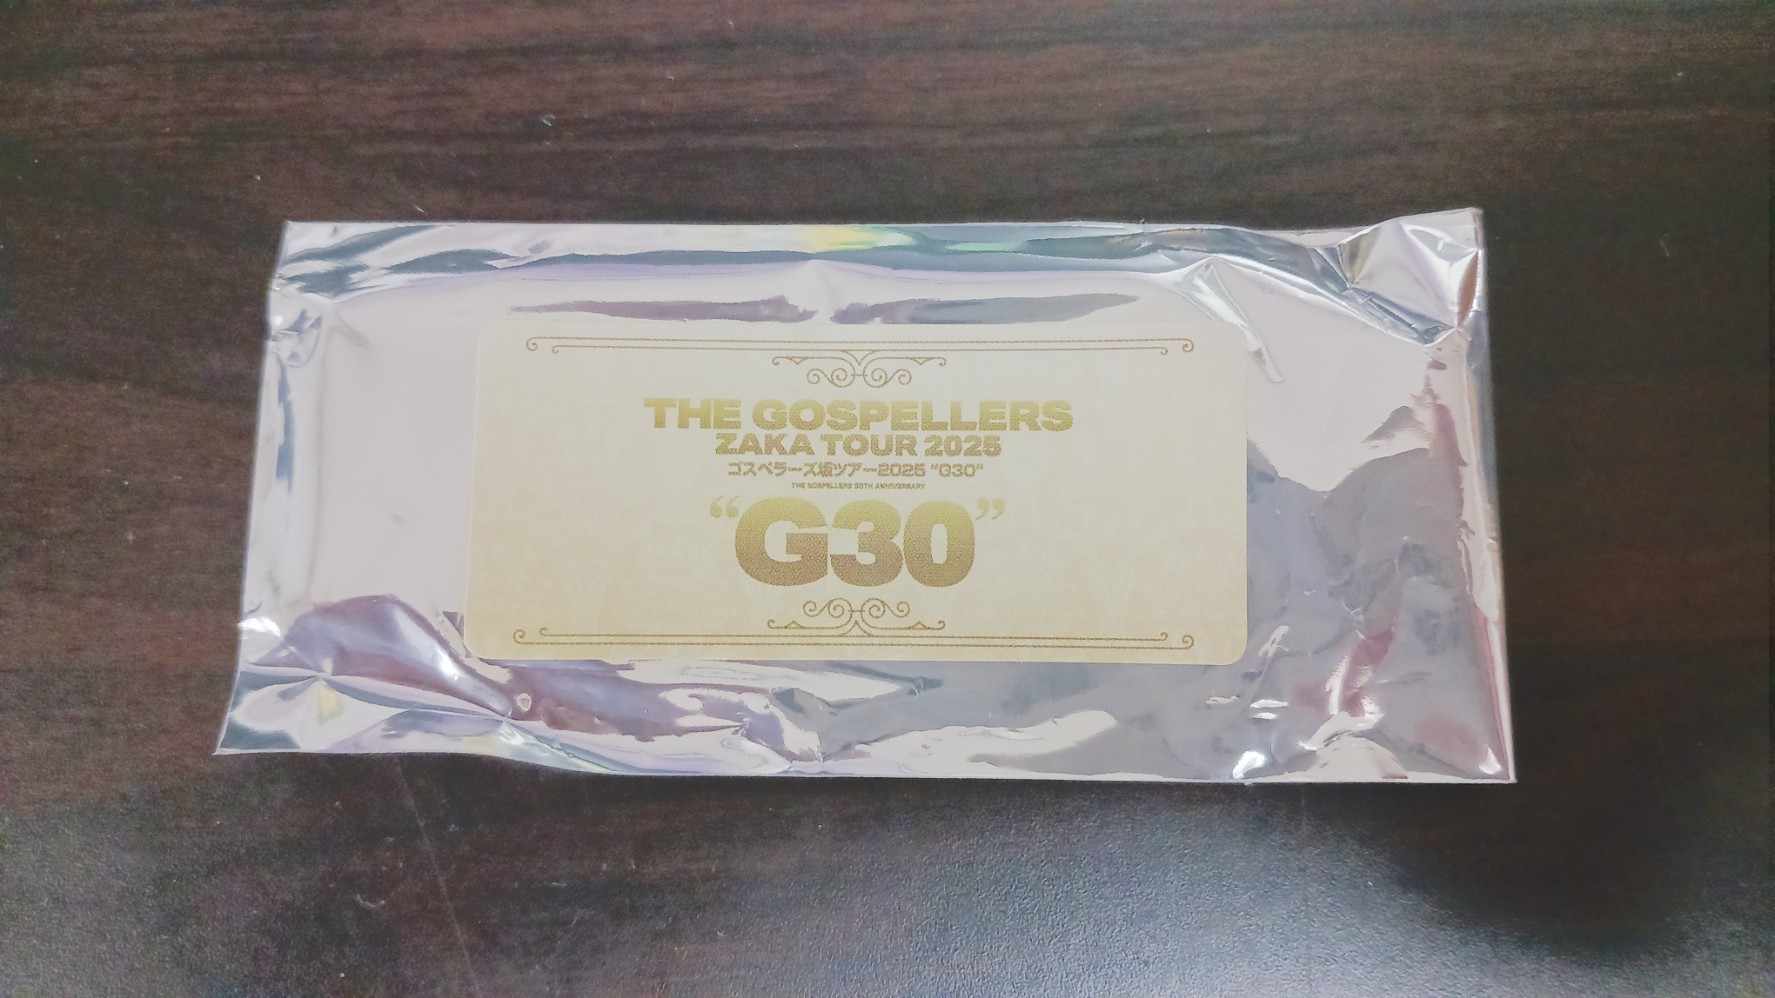 THE GOSPELLERS
ZAKA TOUR 2025
ゴスペラーズ坂ツアー2025 “G30”
THE GOSPELLERS 30TH ANNIVERSARY
“G30”